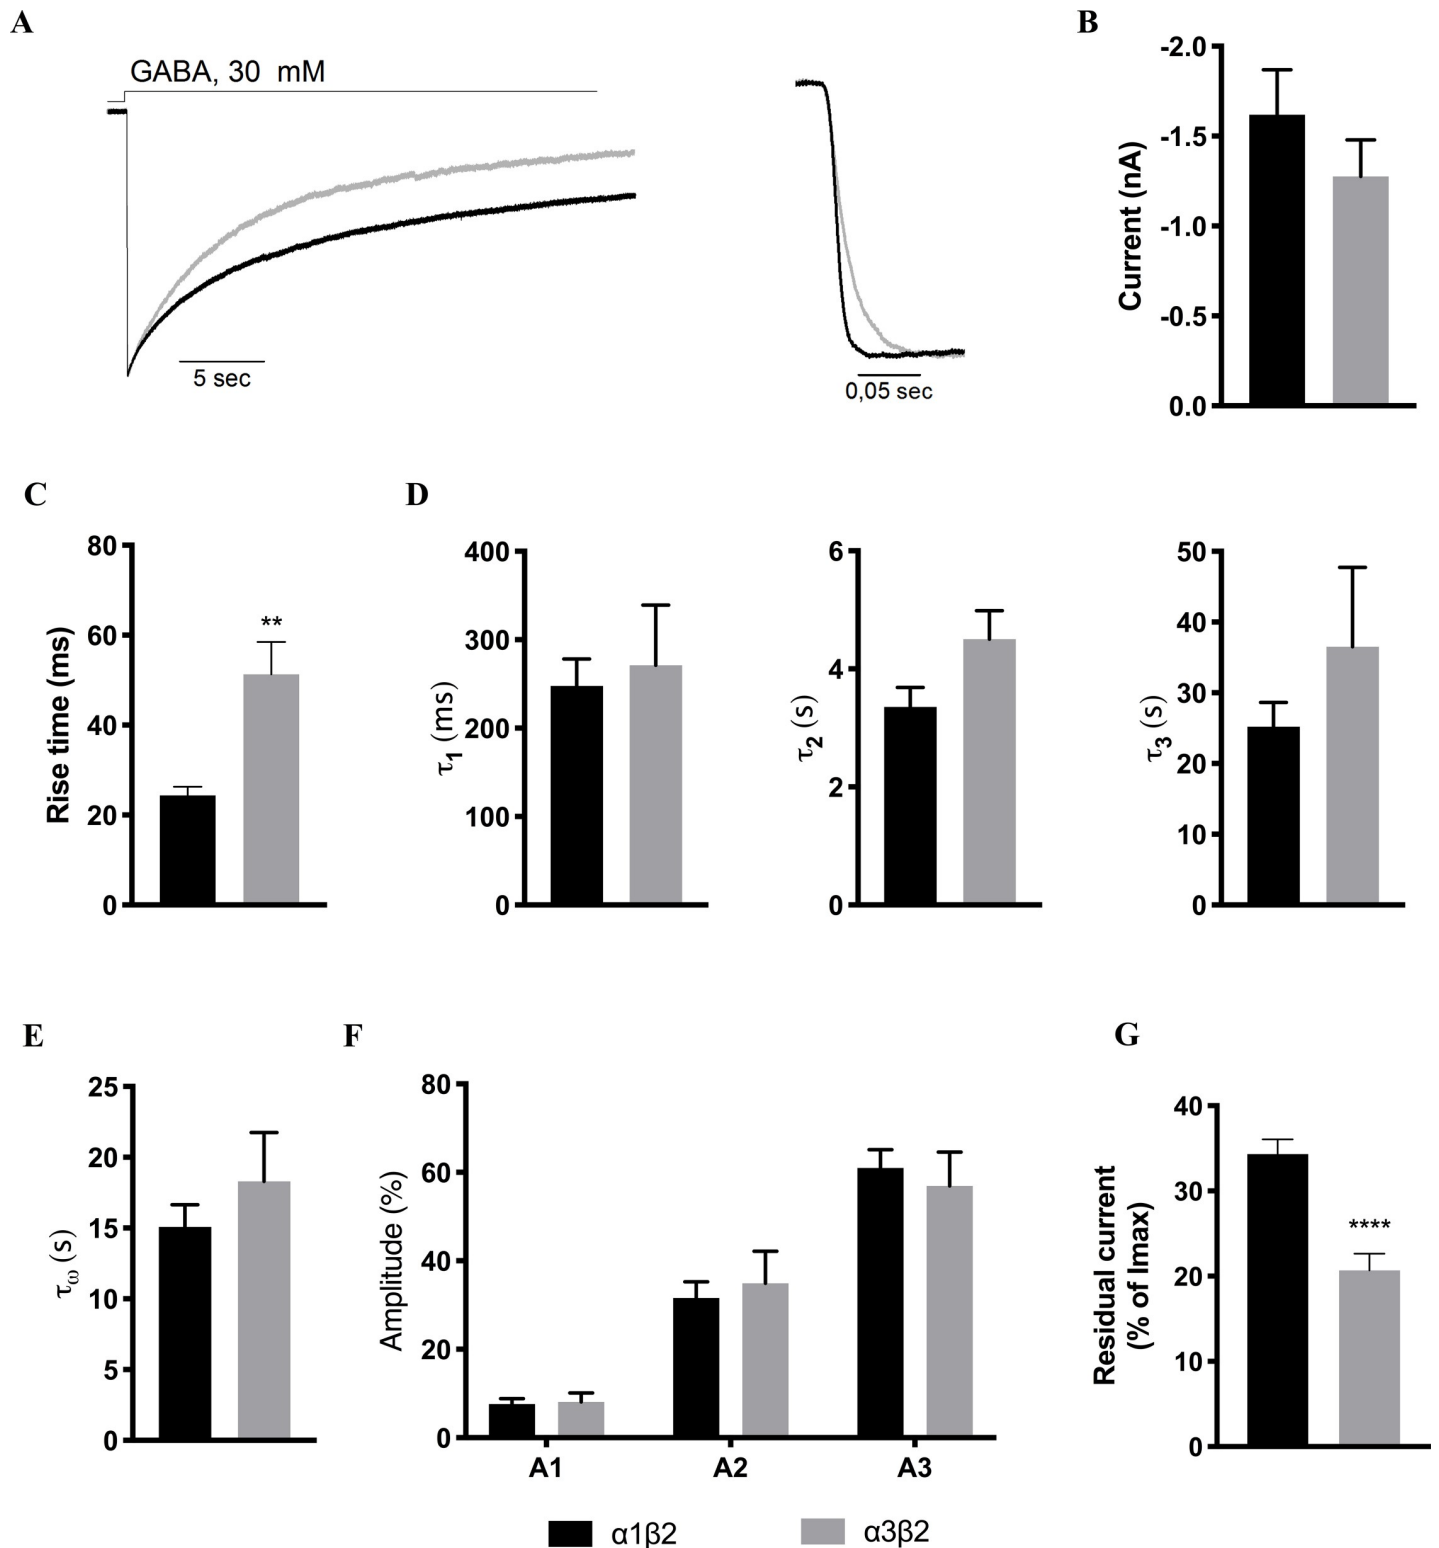 A
GABA, 30 mM
5 sec
0,05 sec
B
Current (nA)
-2.0
-1.5
-1.0
-0.5
0.0
C
Rise time (ms)
80
60
40
20
0
**
D
τ1 (ms)
400
300
200
100
0
τ2 (s)
6
4
2
0
τ3 (s)
50
40
30
20
10
0
E
τω (s)
25
20
15
10
5
0
F
Amplitude (%)
80
60
40
20
0
A1 A2 A3
G
Residual current
(% of Imax)
40
30
20
10
0
****
α1β2 α3β2